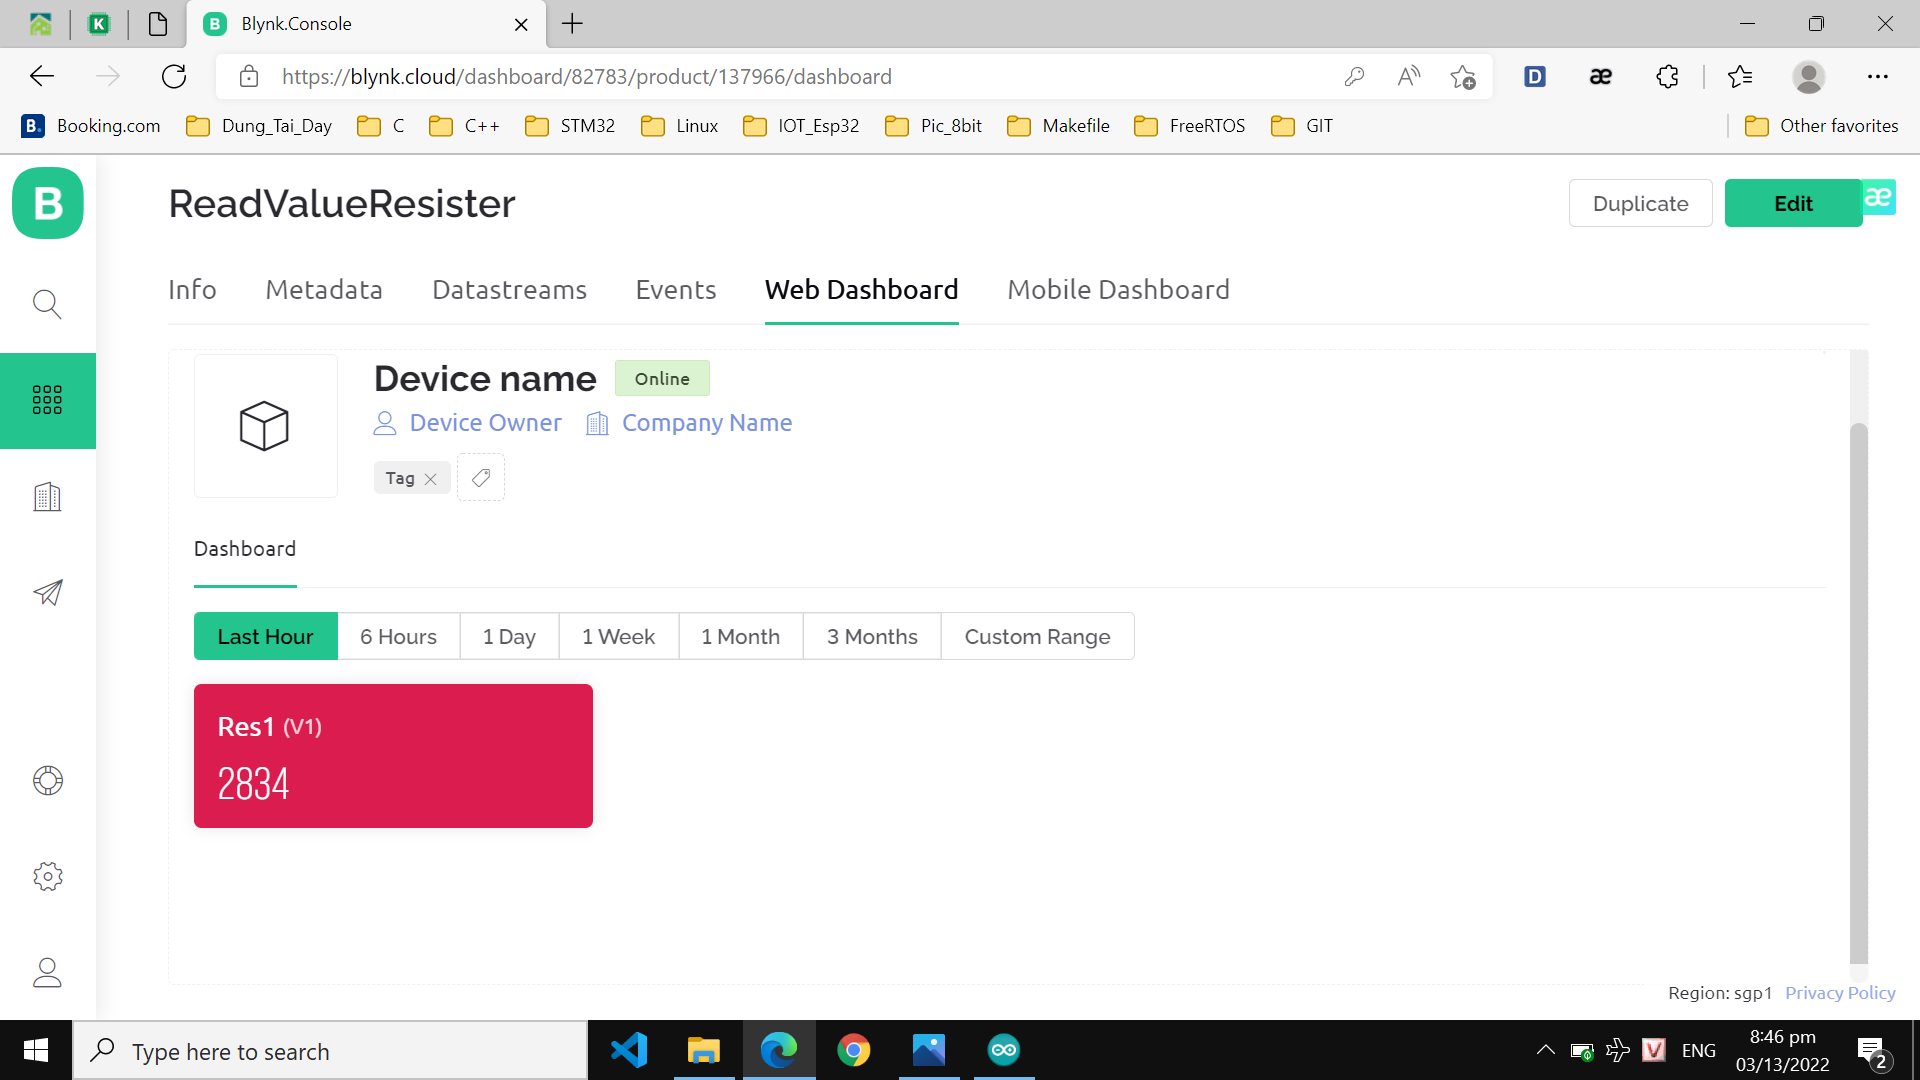 Blynk.Console
https://blynk.cloud/dashboard/82783/product/137966/dashboard
Booking.com Dung_Tai_Day C C++ STM32 Linux IOT_Esp32 Pic_8bit Makefile FreeRTOS GIT Other favorites
B ReadValueResister Duplicate Edit æ
Info Metadata Datastreams Events Web Dashboard Mobile Dashboard
Device name Online
Device Owner Company Name
Tag
Dashboard
Last Hour 6 Hours 1 Day 1 Week 1 Month 3 Months Custom Range
Res1 (V1)
2834
Region: sgp1 Privacy Policy
Type here to search
ENG
8:46 pm
03/13/2022
2